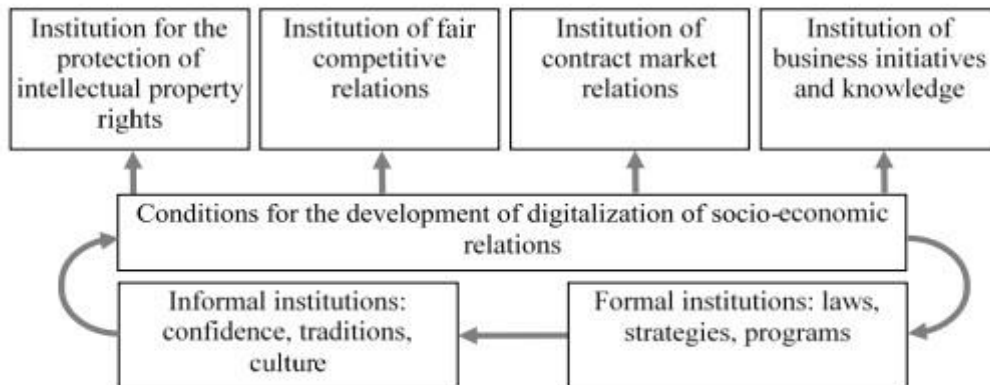 Institution for the
protection of
intellectual property
rights
Institution of fair
competitive
relations
Institution of
contract market
relations
Institution of
business initiatives
and knowledge
Conditions for the development of digitalization of socio-economic
relations
Informal institutions:
confidence, traditions,
culture
Formal institutions: laws,
strategies, programs